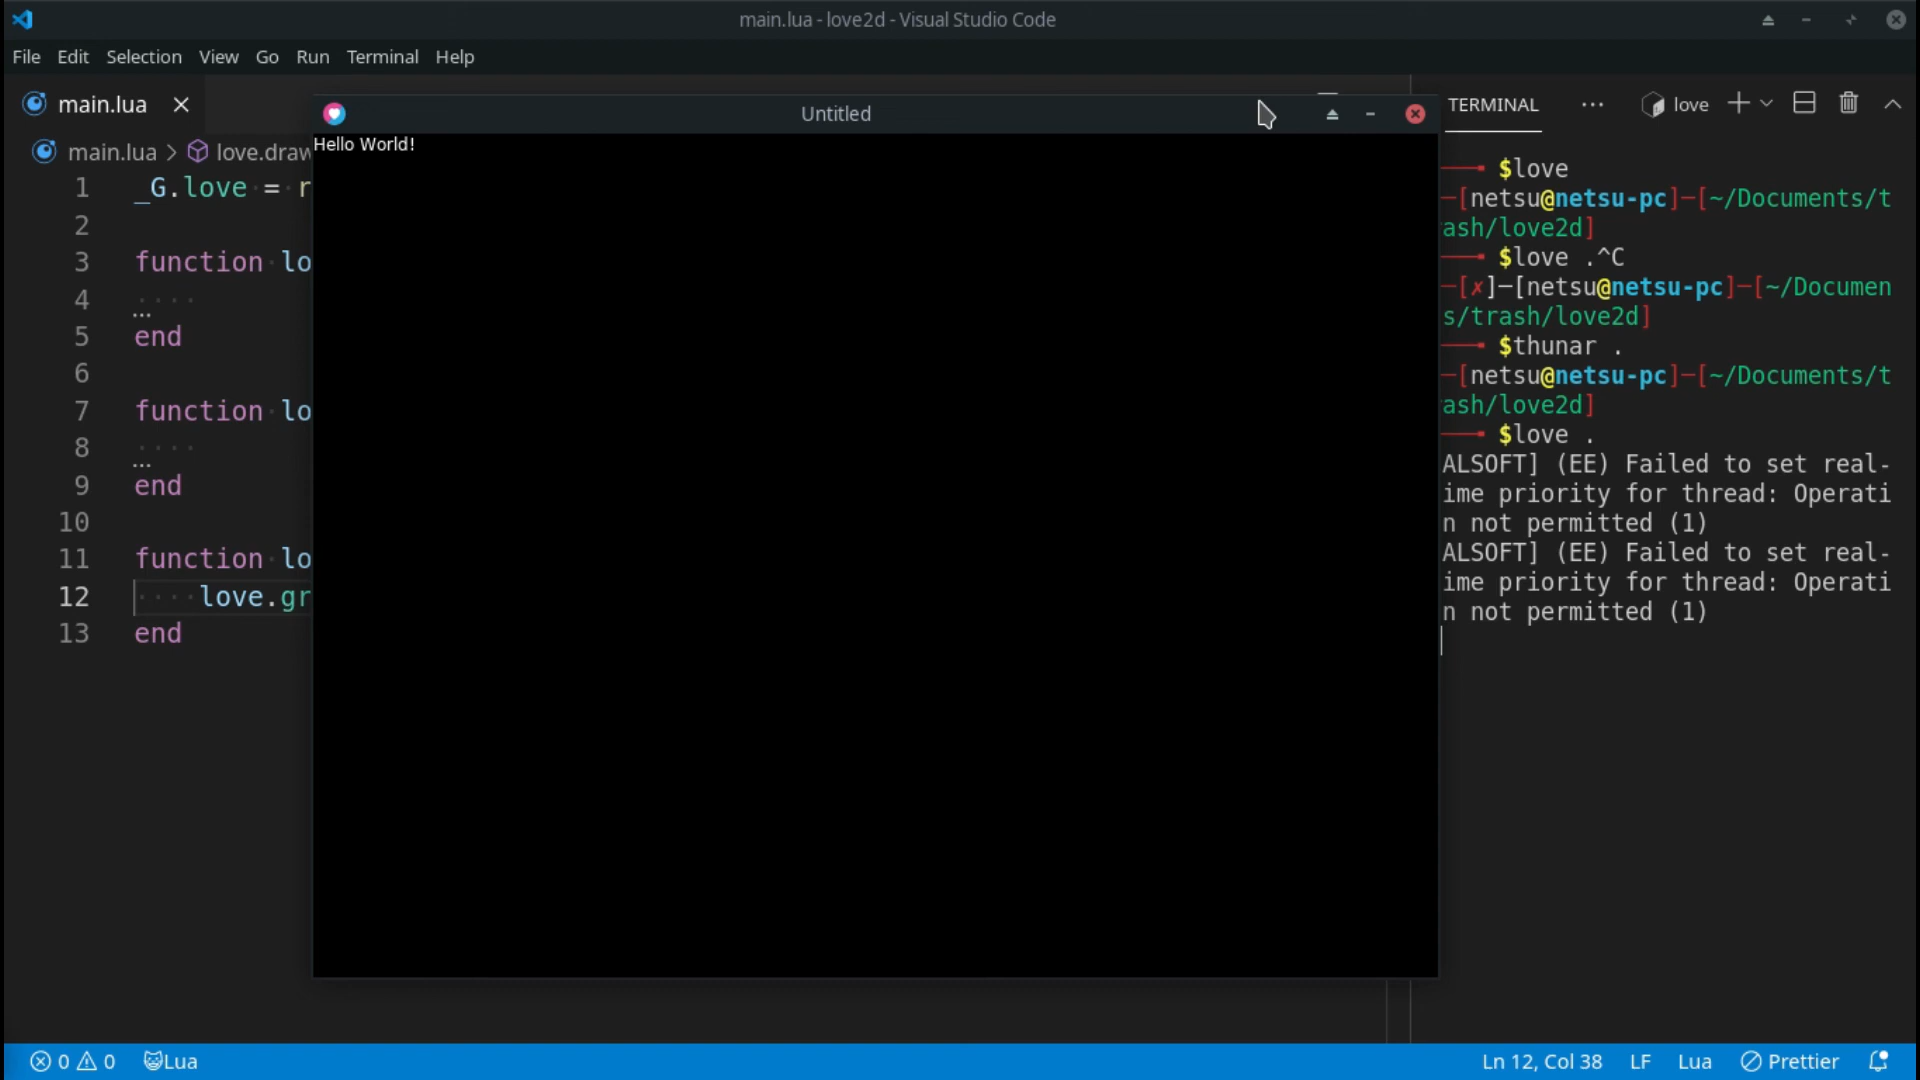 main.lua - love2d - Visual Studio Code
File Edit Selection View Go Run Terminal Help
main.lua
main.lua > love.draw
1 _G.love = r
2
3 function lo
4 ....
5 end
6
7 function lo
8 ....
9 end
10
11 function lo
12 ....love.gr
13 end
Untitled
Hello World!
TERMINAL ... love
$love
[netsu@netsu-pc]─[~/Documents/t
ash/love2d]
$love .^C
[✗]─[netsu@netsu-pc]─[~/Documen
s/trash/love2d]
$thunar .
[netsu@netsu-pc]─[~/Documents/t
ash/love2d]
$love .
ALSOFT] (EE) Failed to set real-
ime priority for thread: Operati
n not permitted (1)
ALSOFT] (EE) Failed to set real-
ime priority for thread: Operati
n not permitted (1)
0 0 Lua
Ln 12, Col 38 LF Lua Prettier